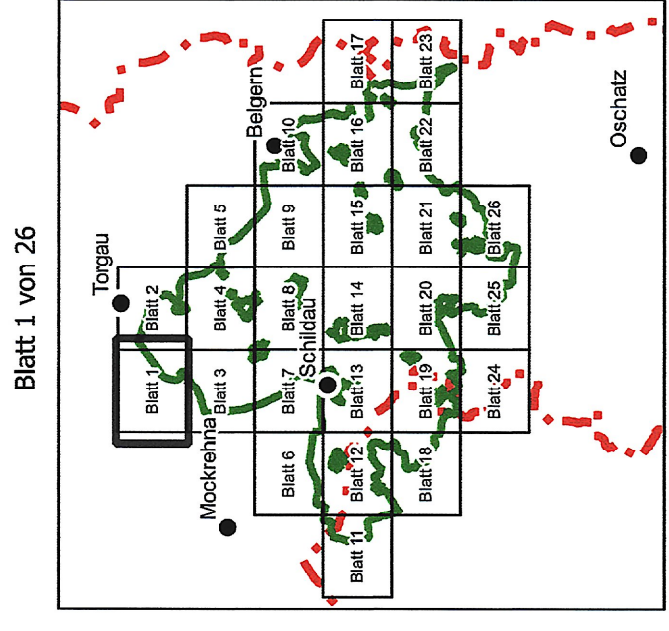 Blatt 1 von 26
Torgau
Blatt 1
Blatt 2
Mockrehna
Blatt 3
Blatt 4
Blatt 5
Belgern
Blatt 6
Blatt 7
Blatt 8
Blatt 9
Blatt 10
Schildau
Blatt 11
Blatt 12
Blatt 13
Blatt 14
Blatt 15
Blatt 16
Blatt 17
Blatt 18
Blatt 19
Blatt 20
Blatt 21
Blatt 22
Blatt 23
Blatt 24
Blatt 25
Blatt 26
Oschatz